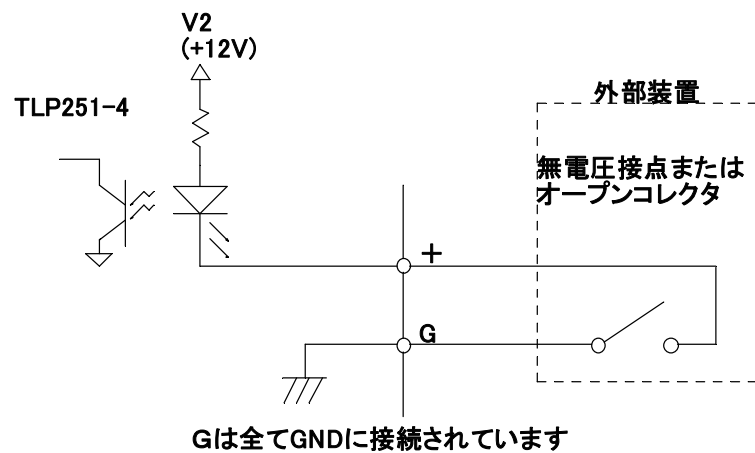 V2
(+12V)
TLP251-4
外部装置
無電圧接点または
オープンコレクタ
+
G
Gは全てGNDに接続されています